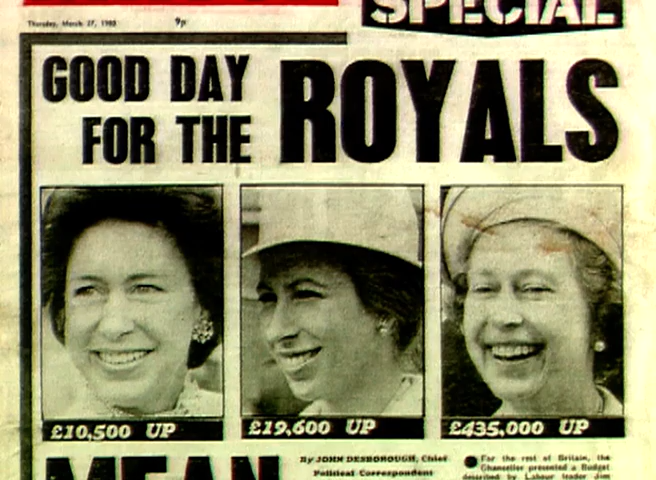 SPECIAL
Thursday, March 27, 1980
9p
GOOD DAY
FOR THE
ROYALS
£10,500 UP
£19,600 UP
£435,000 UP
MEAN
By JOHN DESBOROUGH, Chief
Political Correspondent
For the rest of Britain, the
Chancellor presented a Budget
described by Labour leader Jim